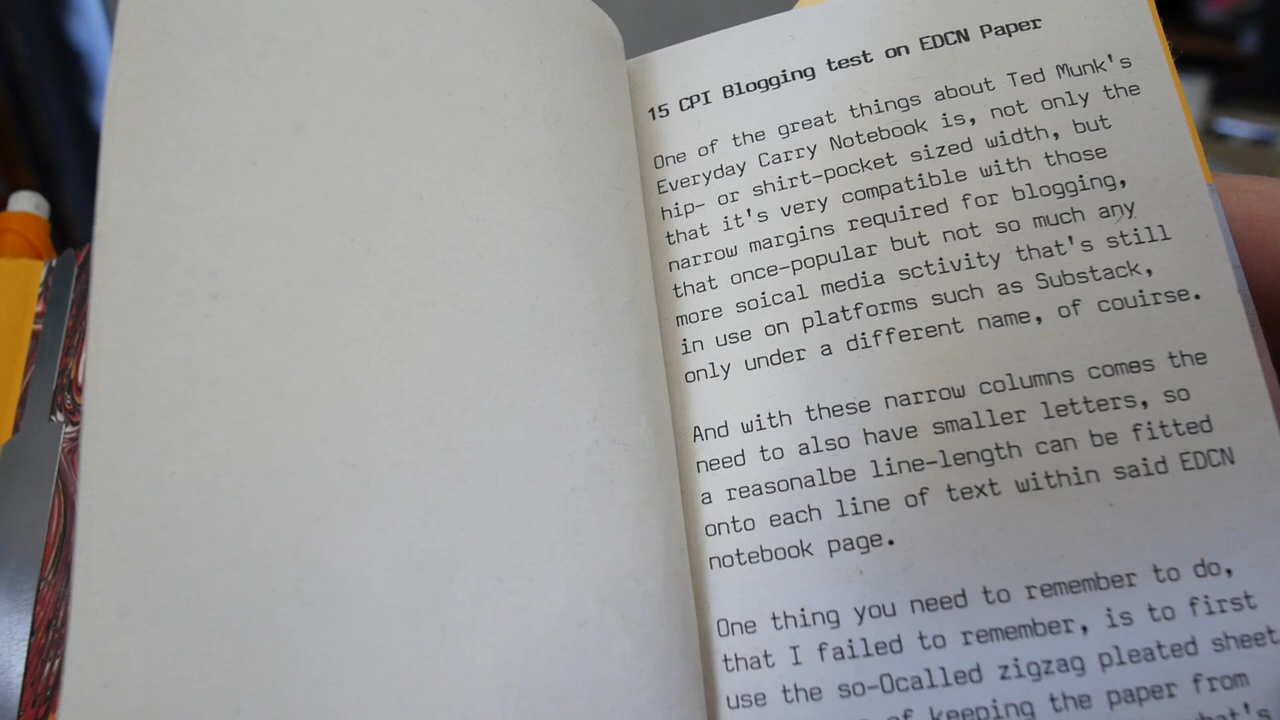 15 CPI Blogging test on EDCN Paper
One of the great things about Ted Munk's
Everyday Carry Notebook is, not only the
hip- or shirt-pocket sized width, but
that it's very compatible with those
narrow margins required for blogging,
that once-popular but not so much any
more soical media sctivity that's still
in use on platforms such as Substack,
only under a different name, of couirse.
And with these narrow columns comes the
need to also have smaller letters, so
a reasonalbe line-length can be fitted
onto each line of text within said EDCN
notebook page.
One thing you need to remember to do,
that I failed to remember, is to first
use the so-0called zigzag pleated sheet
of keeping the paper from